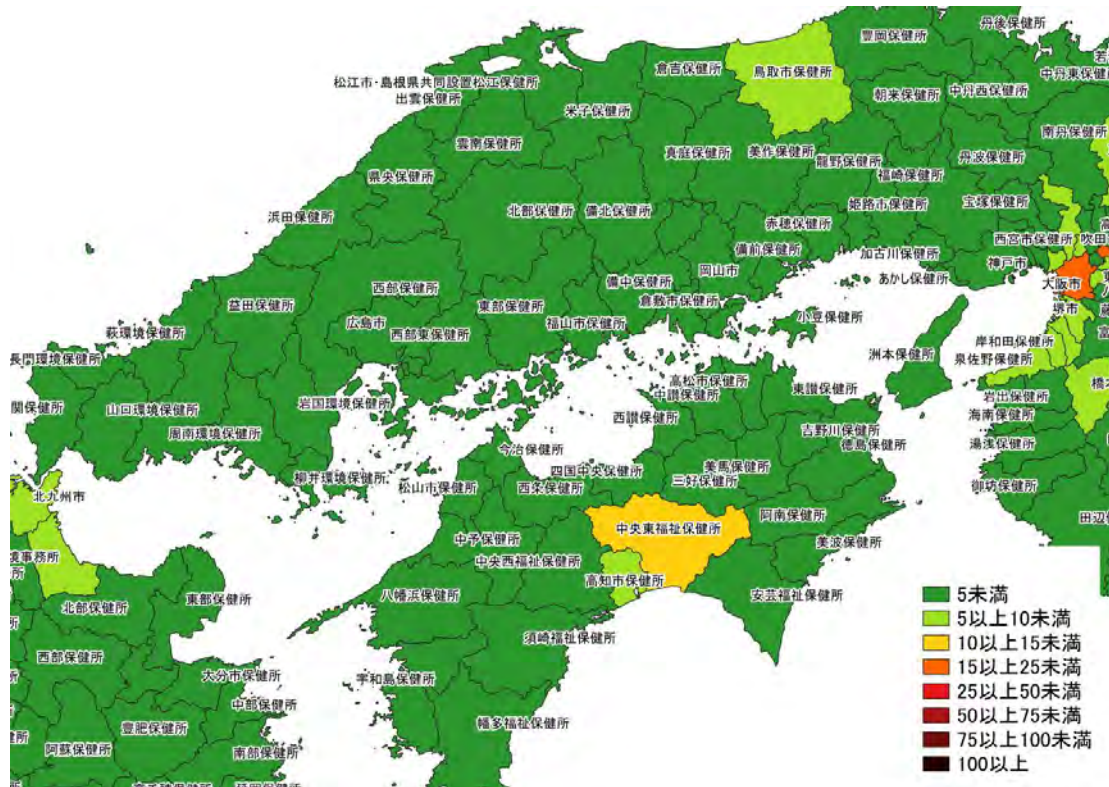 丹後保健所
豊岡保健所
倉吉保健所
鳥取市保健所
中丹東保健
松江市・島根県共同設置松江保健所
出雲保健所
米子保健所
朝来保健所
中丹西保健所
南丹保健所
雲南保健所
真庭保健所
美作保健所
龍野保健所
丹波保健所
県央保健所
福崎保健所
浜田保健所
北部保健所
備北保健所
姫路市保健所
宝塚保健所
赤穂保健所
西宮市保健所
吹田
備前保健所
加古川保健所
神戸市
西部保健所
岡山市
備中保健所
あかし保健所
大阪市
益田保健所
東部保健所
倉敷市保健所
堺市
広島市
福山市保健所
小豆保健所
萩環境保健所
西部東保健所
岸和田保健所
長門環境保健所
洲本保健所
泉佐野保健所
高松市保健所
東讃保健所
橋
中讃保健所
岩出保健所
関保健所
山口環境保健所
岩国環境保健所
西讃保健所
海南保健所
周南環境保健所
吉野川保健所
徳島保健所
湯浅保健所
今治保健所
四国中央保健所
美馬保健所
柳井環境保健所
松山市保健所
西条保健所
三好保健所
御坊保健所
北九州市
阿南保健所
田辺
中央東福祉保健所
中予保健所
美波保健所
境事務所
中央西福祉保健所
高知市保健所
北部保健所
東部保健所
八幡浜保健所
安芸福祉保健所
須崎福祉保健所
西部保健所
大分市保健所
宇和島保健所
中部保健所
豊肥保健所
幡多福祉保健所
阿蘇保健所
南部保健所
5未満
5以上10未満
10以上15未満
15以上25未満
25以上50未満
50以上75未満
75以上100未満
100以上